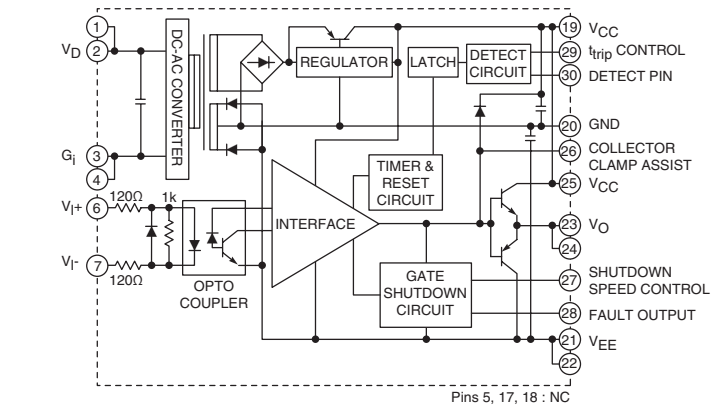 1
VD 2
Gi 3
4
VI+ 6
VI- 7
120Ω
120Ω
1k
DC-AC CONVERTER
OPTO
COUPLER
INTERFACE
REGULATOR
LATCH
DETECT
CIRCUIT
TIMER &
RESET
CIRCUIT
GATE
SHUTDOWN
CIRCUIT
19 VCC
29 ttrip CONTROL
30 DETECT PIN
20 GND
26 COLLECTOR
CLAMP ASSIST
25 VCC
23 VO
24
27 SHUTDOWN
SPEED CONTROL
28 FAULT OUTPUT
21 VEE
22
Pins 5, 17, 18 : NC